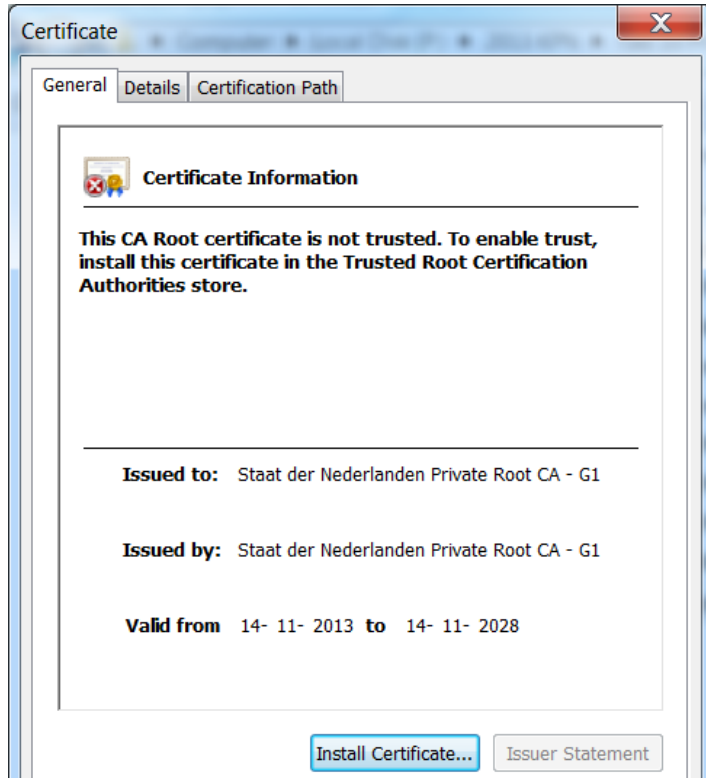 Certificate
General Details Certification Path
Certificate Information
This CA Root certificate is not trusted. To enable trust,
install this certificate in the Trusted Root Certification
Authorities store.
Issued to: Staat der Nederlanden Private Root CA - G1
Issued by: Staat der Nederlanden Private Root CA - G1
Valid from 14- 11- 2013 to 14- 11- 2028
Install Certificate... Issuer Statement